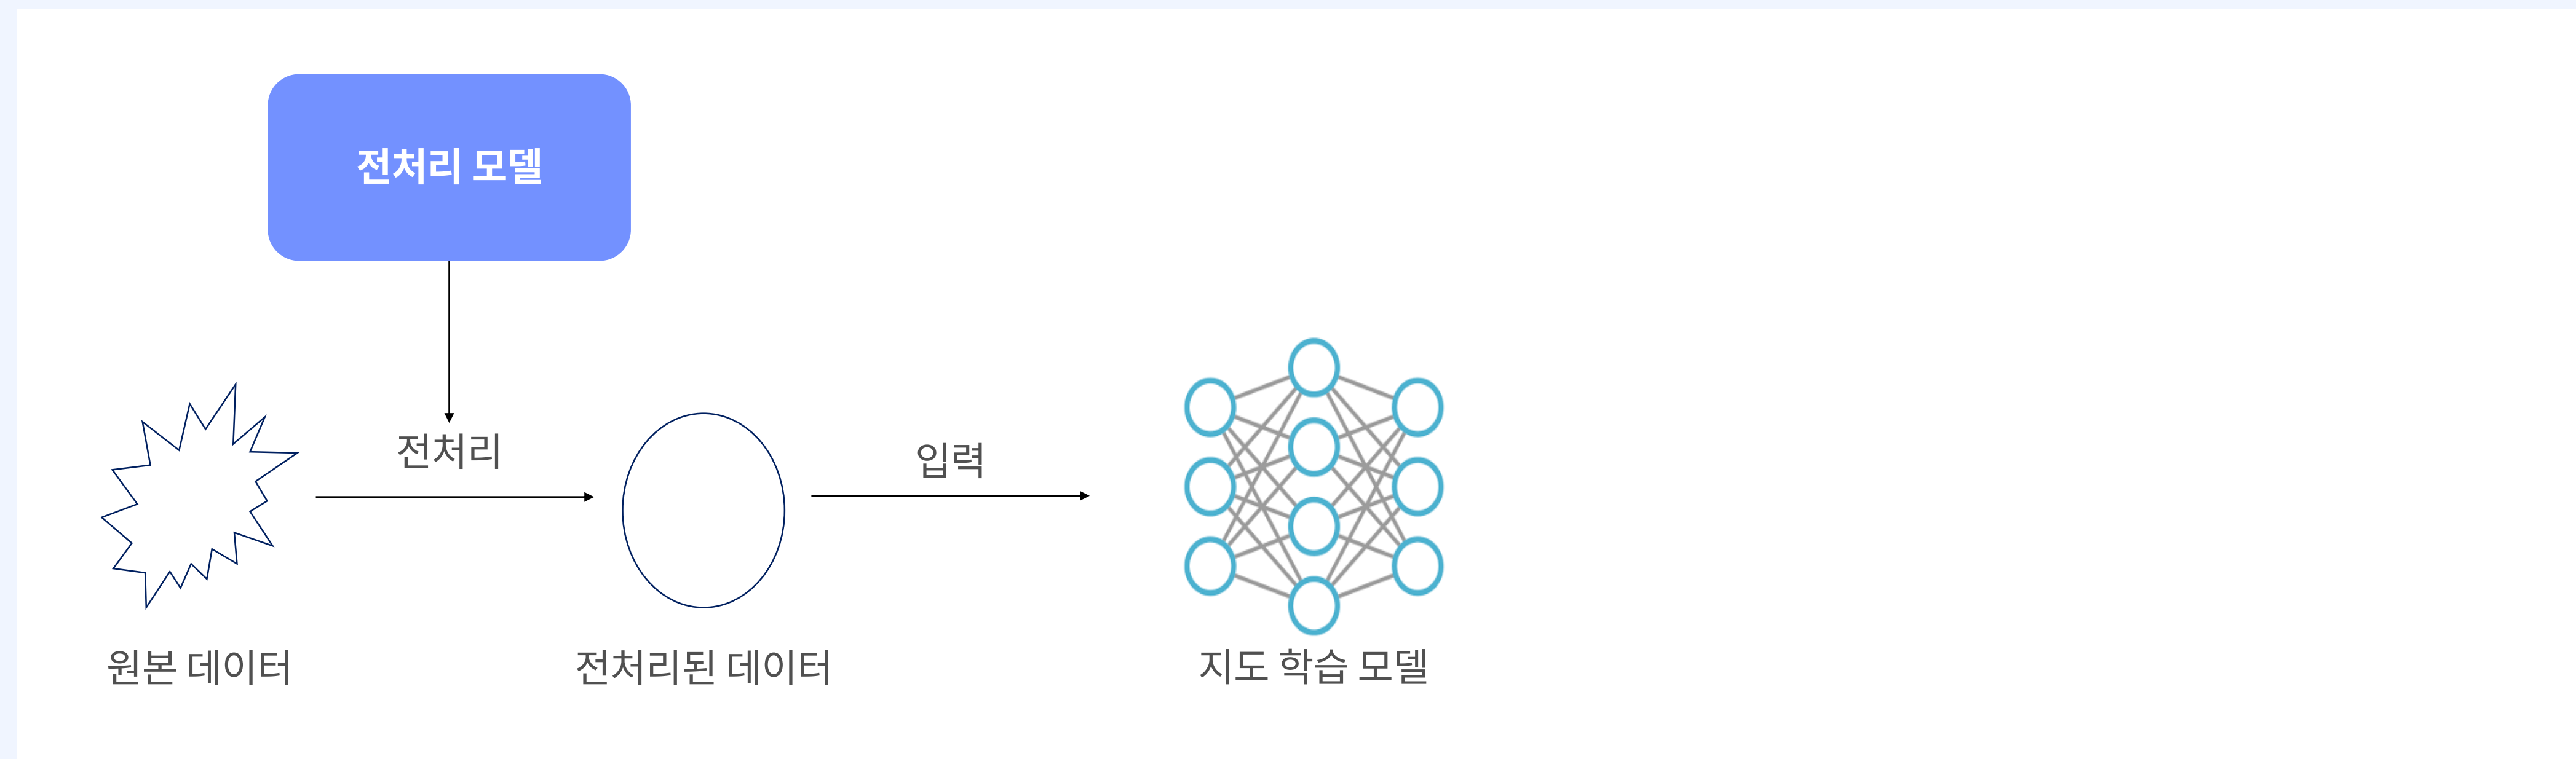 전처리 모델
전처리
입력
원본 데이터
전처리된 데이터
지도 학습 모델